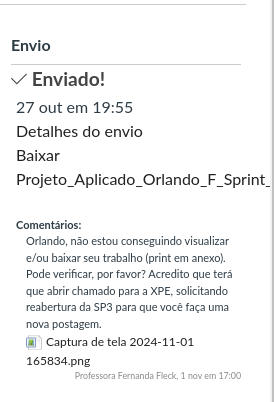 Envio
Enviado!
27 out em 19:55
Detalhes do envio
Baixar
Projeto_Aplicado_Orlando_F_Sprint_
Comentários:
Orlando, não estou conseguindo visualizar
e/ou baixar seu trabalho (print em anexo).
Pode verificar, por favor? Acredito que terá
que abrir chamado para a XPE, solicitando
reabertura da SP3 para que você faça uma
nova postagem.
Captura de tela 2024-11-01
165834.png
Professora Fernanda Fleck, 1 nov em 17:00